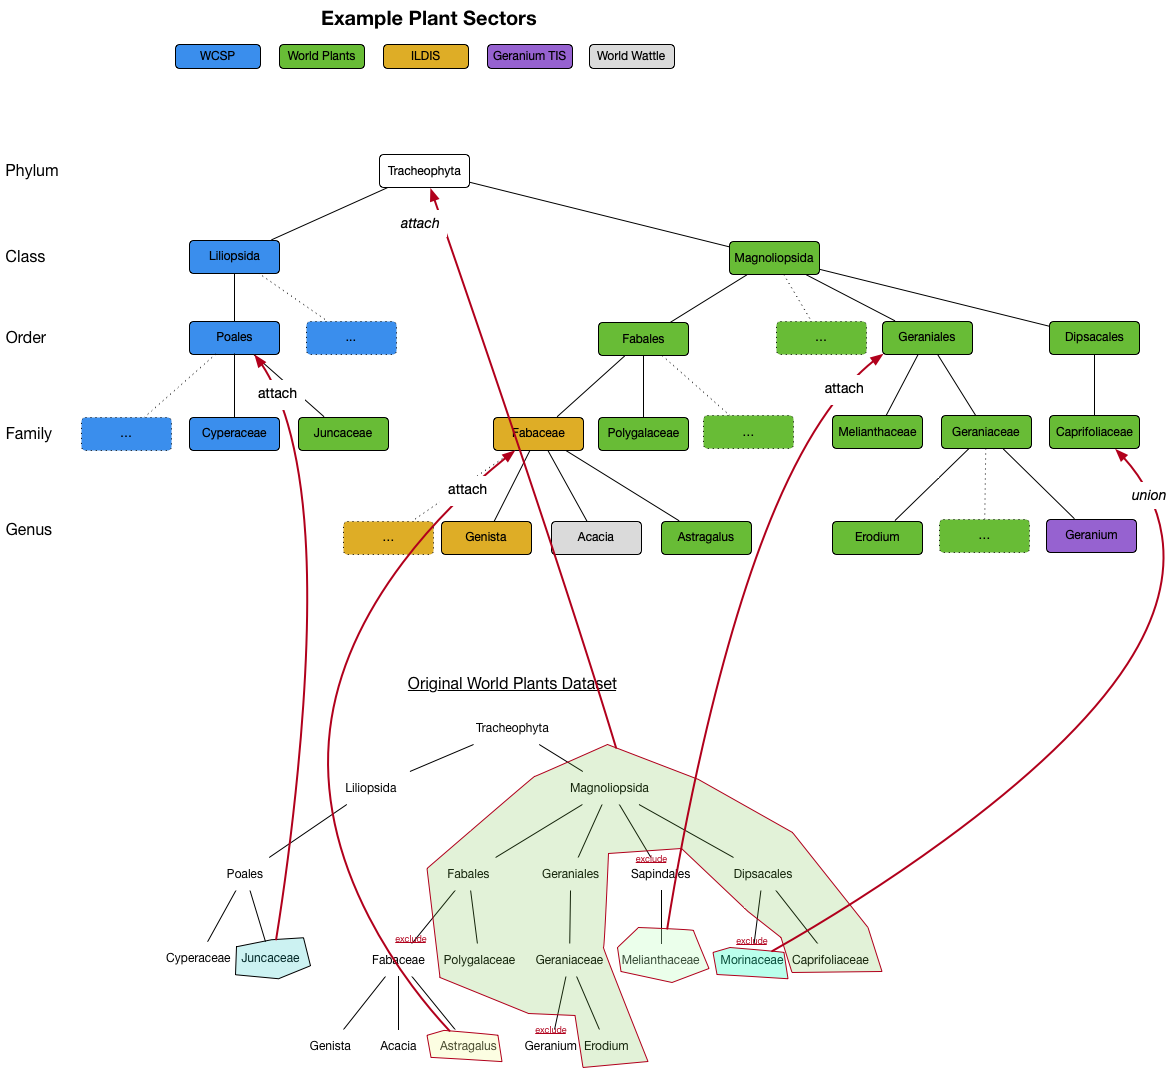 Example Plant Sectors
WCSP World Plants ILDIS Geranium TIS World Wattle
Phylum Tracheophyta
attach
Class Liliopsida Magnoliopsida
Order Poales ... Fabales ... Geraniales Dipsacales
attach attach
Family ... Cyperaceae Juncaceae Fabaceae Polygalaceae ... Melianthaceae Geraniaceae Caprifoliaceae
attach union
Genus ... Genista Acacia Astragalus Erodium ... Geranium
Original World Plants Dataset
Tracheophyta
Liliopsida Magnoliopsida
exclude
Poales Fabales Geraniales Sapindales Dipsacales
exclude exclude
Cyperaceae Juncaceae Fabaceae Polygalaceae Geraniaceae Melianthaceae Morinaceae Caprifoliaceae
exclude
Genista Acacia Astragalus Geranium Erodium